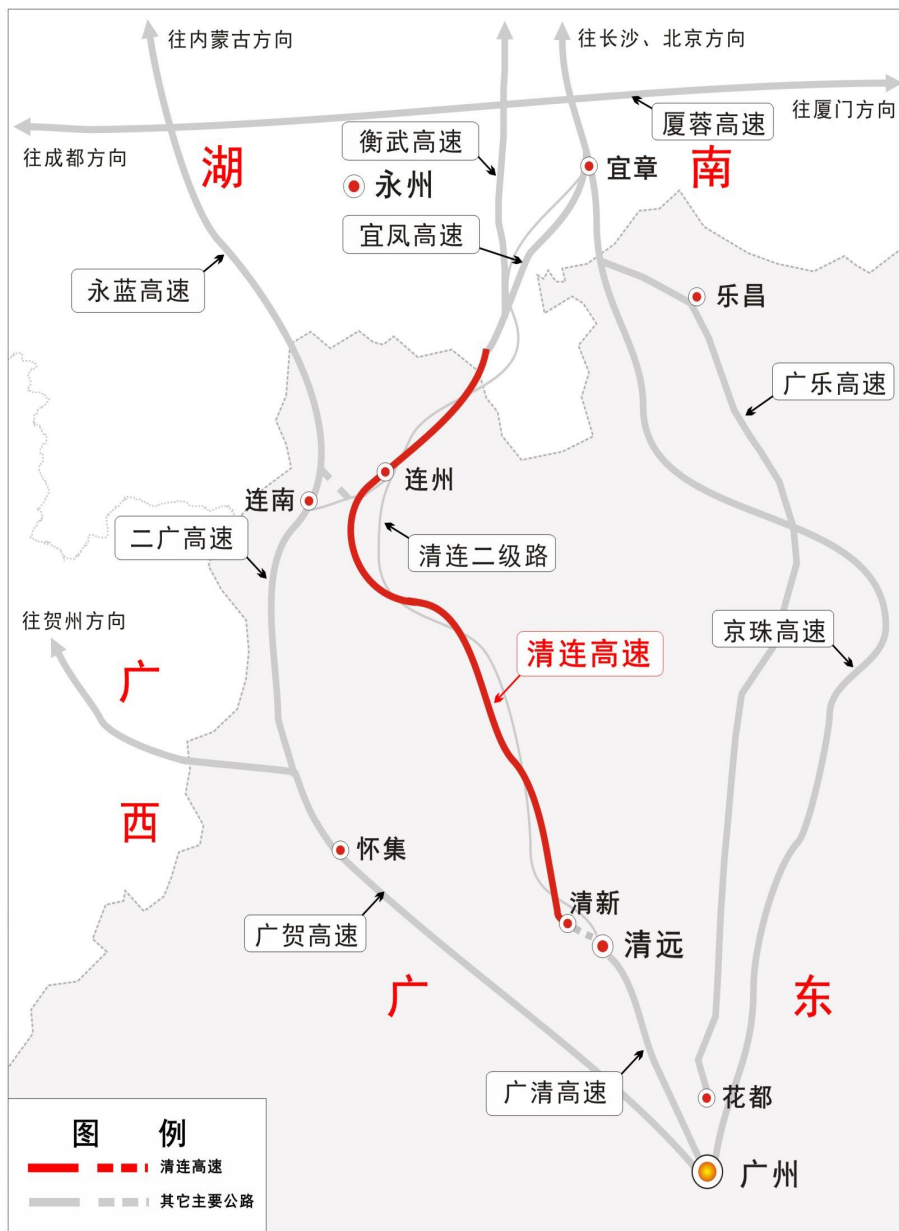 往内蒙古方向
往长沙、北京方向
往厦门方向
厦蓉高速
往成都方向
衡武高速
湖
南
宜章
永州
宜凤高速
永蓝高速
乐昌
广乐高速
连州
连南
二广高速
清连二级路
往贺州方向
清连高速
京珠高速
广
西
怀集
清新
广贺高速
清远
广
东
广清高速
花都
图 例
清连高速
其它主要公路
广州